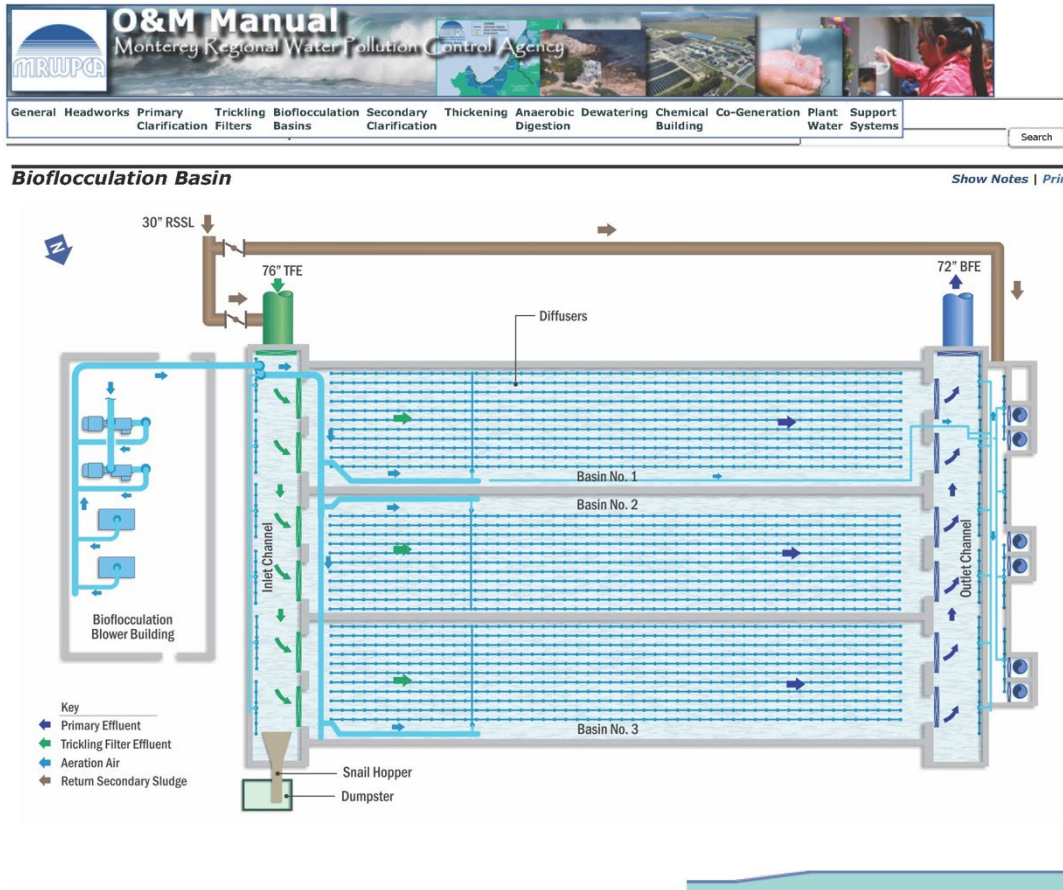 O&M Manual
Monterey Regional Water Pollution Control Agency
MRWPCA
General Headworks Primary Clarification Trickling Filters Bioflocculation Basins Secondary Clarification Thickening Anaerobic Digestion Dewatering Chemical Building Co-Generation Plant Water Support Systems
Search
Bioflocculation Basin
Show Notes | Prin
30" RSSL
N
76" TFE
72" BFE
Diffusers
Basin No. 1
Basin No. 2
Inlet Channel
Outlet Channel
Bioflocculation
Blower Building
Key
Primary Effluent
Trickling Filter Effluent
Aeration Air
Return Secondary Sludge
Basin No. 3
Snail Hopper
Dumpster